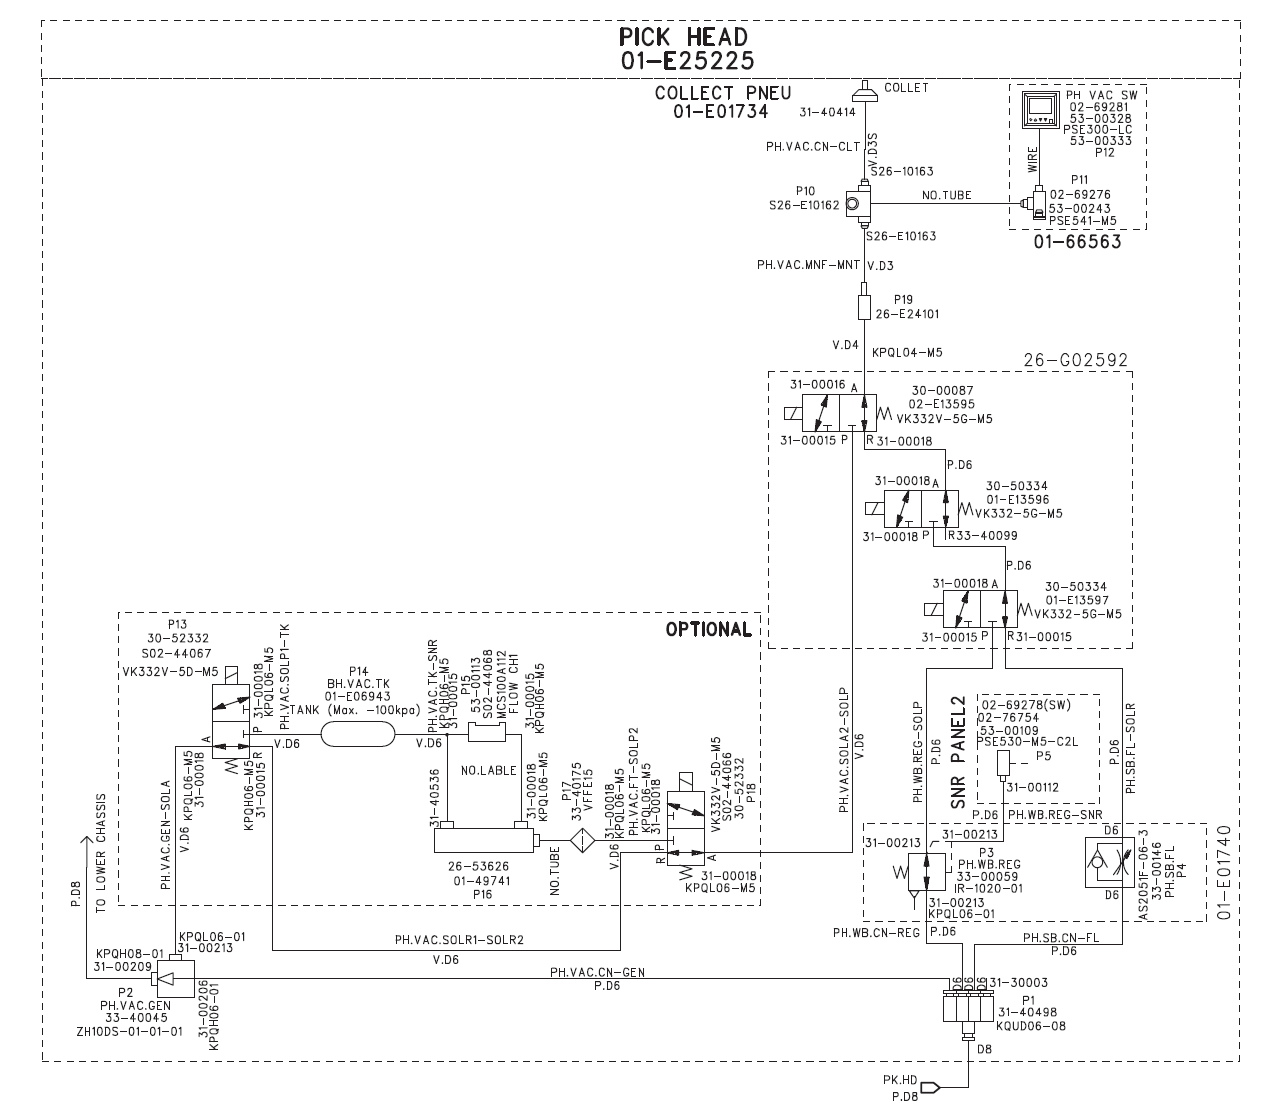 PICK HEAD
01-E25225
COLLECT PNEU
01-E01734
COLLET
31-40414
PH.VAC.CN-CLT
V.D3S
S26-10163
P10
S26-E10162
NO.TUBE
S26-E10163
PH VAC SW
02-69281
53-00328
PSE300-LC
53-00333
P12
WIRE
P11
02-69276
53-00243
PSE541-M5
01-66563
PH.VAC.MNF-MNT
V.D3
P19
26-E24101
V.D4
KPQL04-M5
26-G02592
31-00016
A
30-00087
02-E13595
VK332V-5G-M5
31-00015
P
R
31-00018
P.D6
31-00018
A
30-50334
01-E13596
VK332-5G-M5
31-00018
P
R
33-40099
P.D6
31-00018
A
30-50334
01-E13597
VK332-5G-M5
31-00015
P
R
31-00015
OPTIONAL
P13
30-52332
S02-44067
VK332V-5D-M5
31-00018
KPQL06-M5
PH.VAC.SOLP1-TK
P
A
R
V.D6
P14
BH.VAC.TK
01-E06943
TANK (Max. -100kpa)
V.D6
PH.VAC.TK-SNR
KPQH06-M5
31-00015
P15
53-00113
S02-44068
MCS100A112
FLOW CH1
31-00015
KPQH06-M5
NO.LABLE
31-40536
31-00018
KPQL06-M5
26-53626
01-49741
P16
NO.TUBE
P17
33-40175
VFFE15
31-00018
KPQL06-M5
PH.VAC.FT-SOLP2
KPQL06-M5
31-00018
V.D6
P
R
A
VK332V-5D-M5
S02-44066
30-52332
P18
31-00018
KPQL06-M5
PH.VAC.SOLA2-SOLP
V.D6
PH.VAC.GEN-SOLA
V.D6
KPQL06-M5
31-00018
KPQH06-M5
31-00015
TO LOWER CHASSIS
P.D8
PH.WB.REG-SOLP
P.D6
SNR PANEL2
02-69278(SW)
02-76754
53-00109
PSE530-M5-C2L
P5
31-00112
P.D6
PH.WB.REG-SNR
P.D6
PH.SB.FL-SOLR
31-00213
31-00213
P3
PH.WB.REG
33-00059
IR-1020-01
31-00213
KPQL06-01
D6
D6
AS2051F-06-3
33-00146
PH.SB.FL
P4
01-E01740
PH.WB.CN-REG
P.D6
PH.SB.CN-FL
P.D6
KPQL06-01
31-00213
KPQH08-01
31-00209
P2
PH.VAC.GEN
33-40045
ZH10DS-01-01-01
31-00206
KPQH06-01
PH.VAC.SOLR1-SOLR2
V.D6
PH.VAC.CN-GEN
P.D6
D6
D6
D6
31-30003
P1
31-40498
KQUD06-08
D8
PK.HD
P.D8